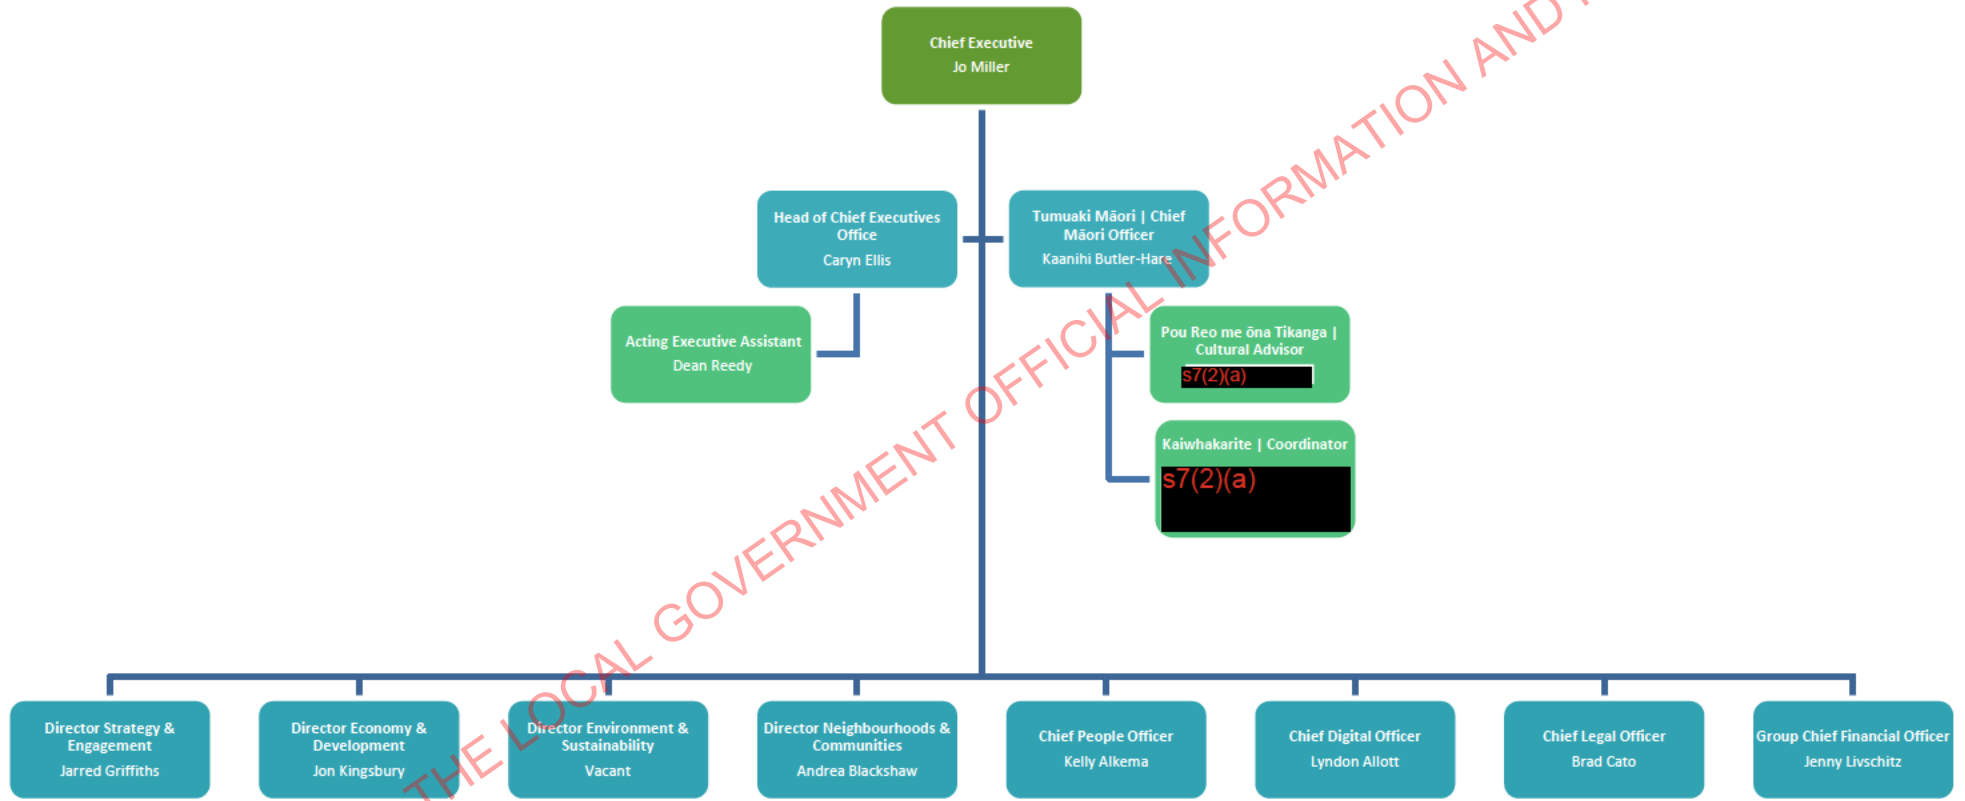 Chief Executive
Jo Miller
Head of Chief Executives
Office
Caryn Ellis
Tumuaki Māori | Chief
Māori Officer
Kaanihi Butler-Hare
Acting Executive Assistant
Dean Reedy
Pou Reo me ōna Tikanga |
Cultural Advisor
s7(2)(a)
Kaiwhakarite | Coordinator
s7(2)(a)
Director Strategy &
Engagement
Jarred Griffiths
Director Economy &
Development
Jon Kingsbury
Director Environment &
Sustainability
Vacant
Director Neighbourhoods &
Communities
Andrea Blackshaw
Chief People Officer
Kelly Alkema
Chief Digital Officer
Lyndon Allott
Chief Legal Officer
Brad Cato
Group Chief Financial Officer
Jenny Livschitz
THE LOCAL GOVERNMENT OFFICIAL INFORMATION AND